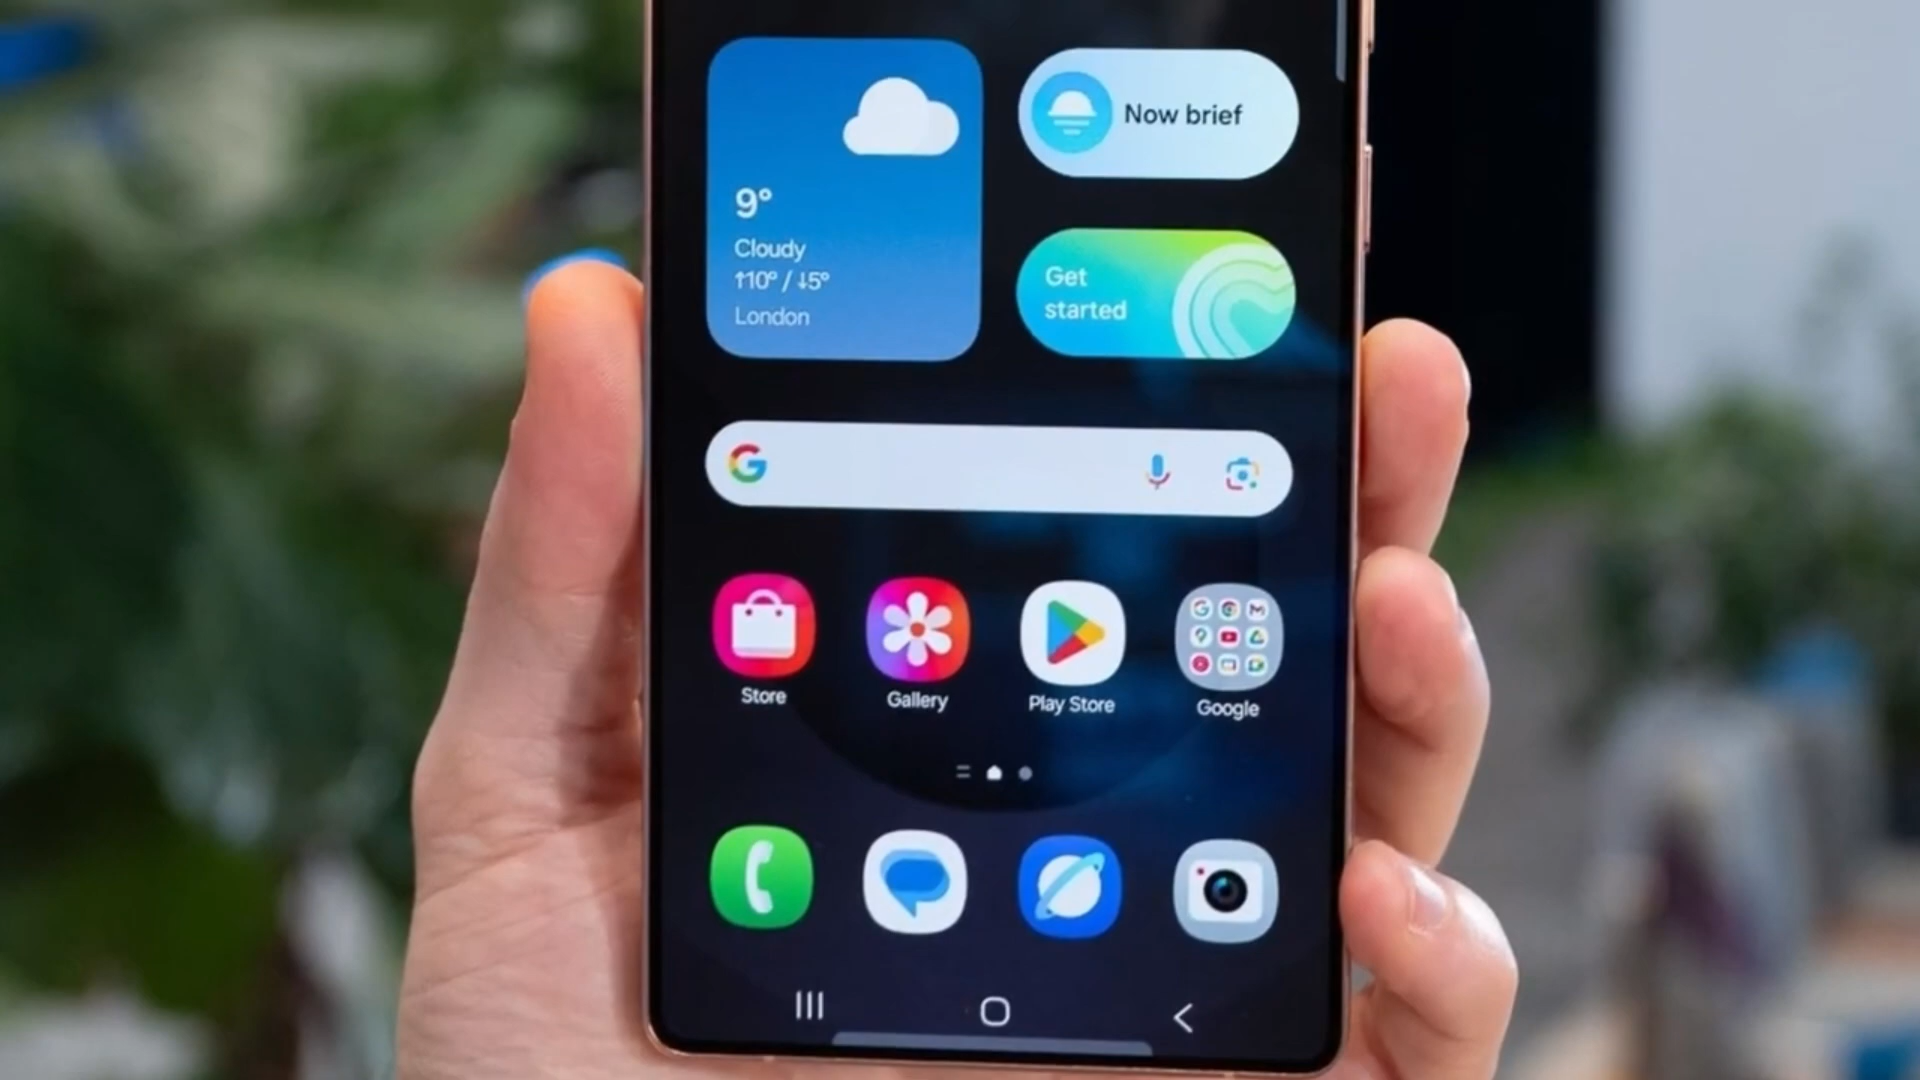 9°
Cloudy
↑10° / ↓5°
London
Now brief
Get
started
Store
Gallery
Play Store
Google